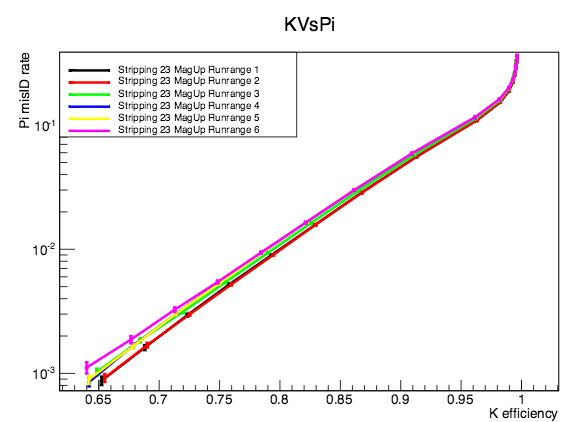 KVsPi
Pi misID rate
Stripping 23 MagUp Runrange 1
Stripping 23 MagUp Runrange 2
Stripping 23 MagUp Runrange 3
Stripping 23 MagUp Runrange 4
Stripping 23 MagUp Runrange 5
Stripping 23 MagUp Runrange 6
10⁻¹
10⁻²
10⁻³
0.65 0.7 0.75 0.8 0.85 0.9 0.95 1
K efficiency